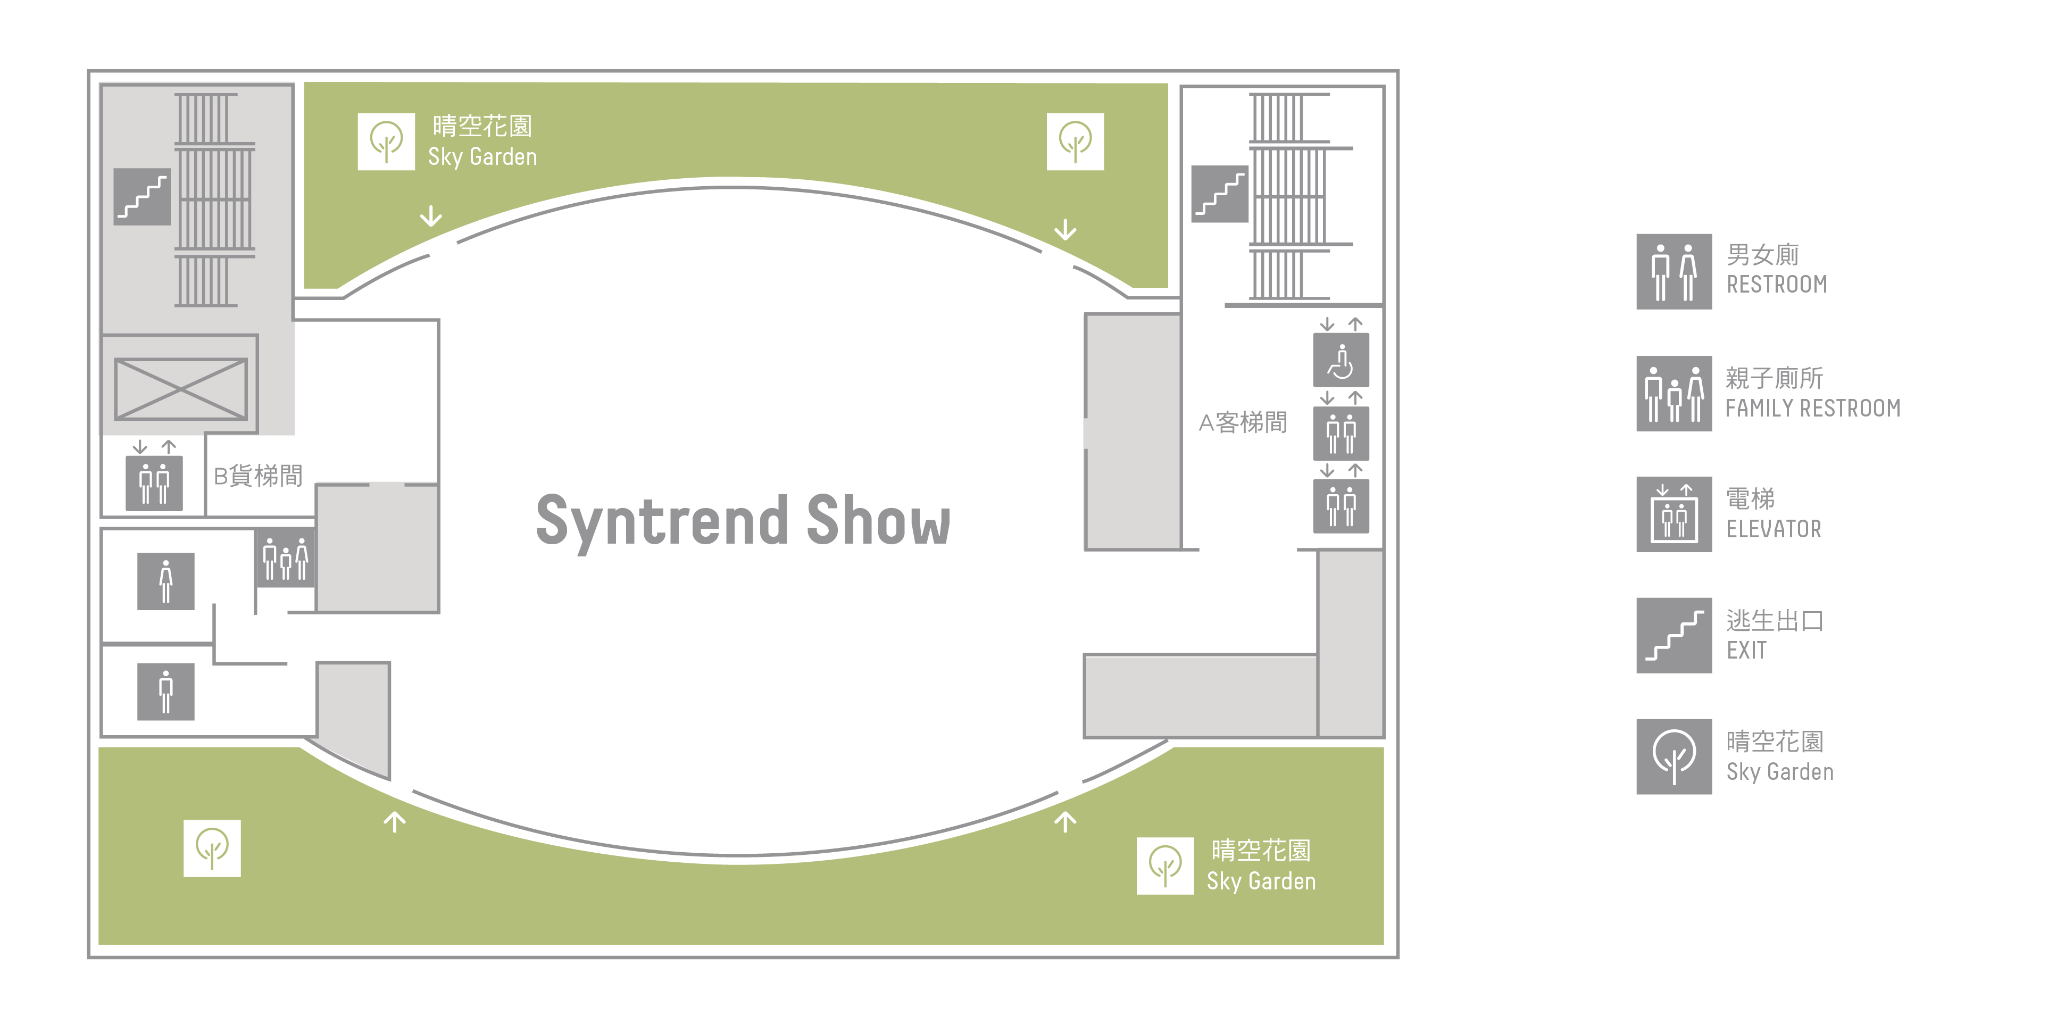 晴空花園
Sky Garden
A客梯間
B貨梯間
Syntrend Show
晴空花園
Sky Garden
男女廁
RESTROOM
親子廁所
FAMILY RESTROOM
電梯
ELEVATOR
逃生出口
EXIT
晴空花園
Sky Garden